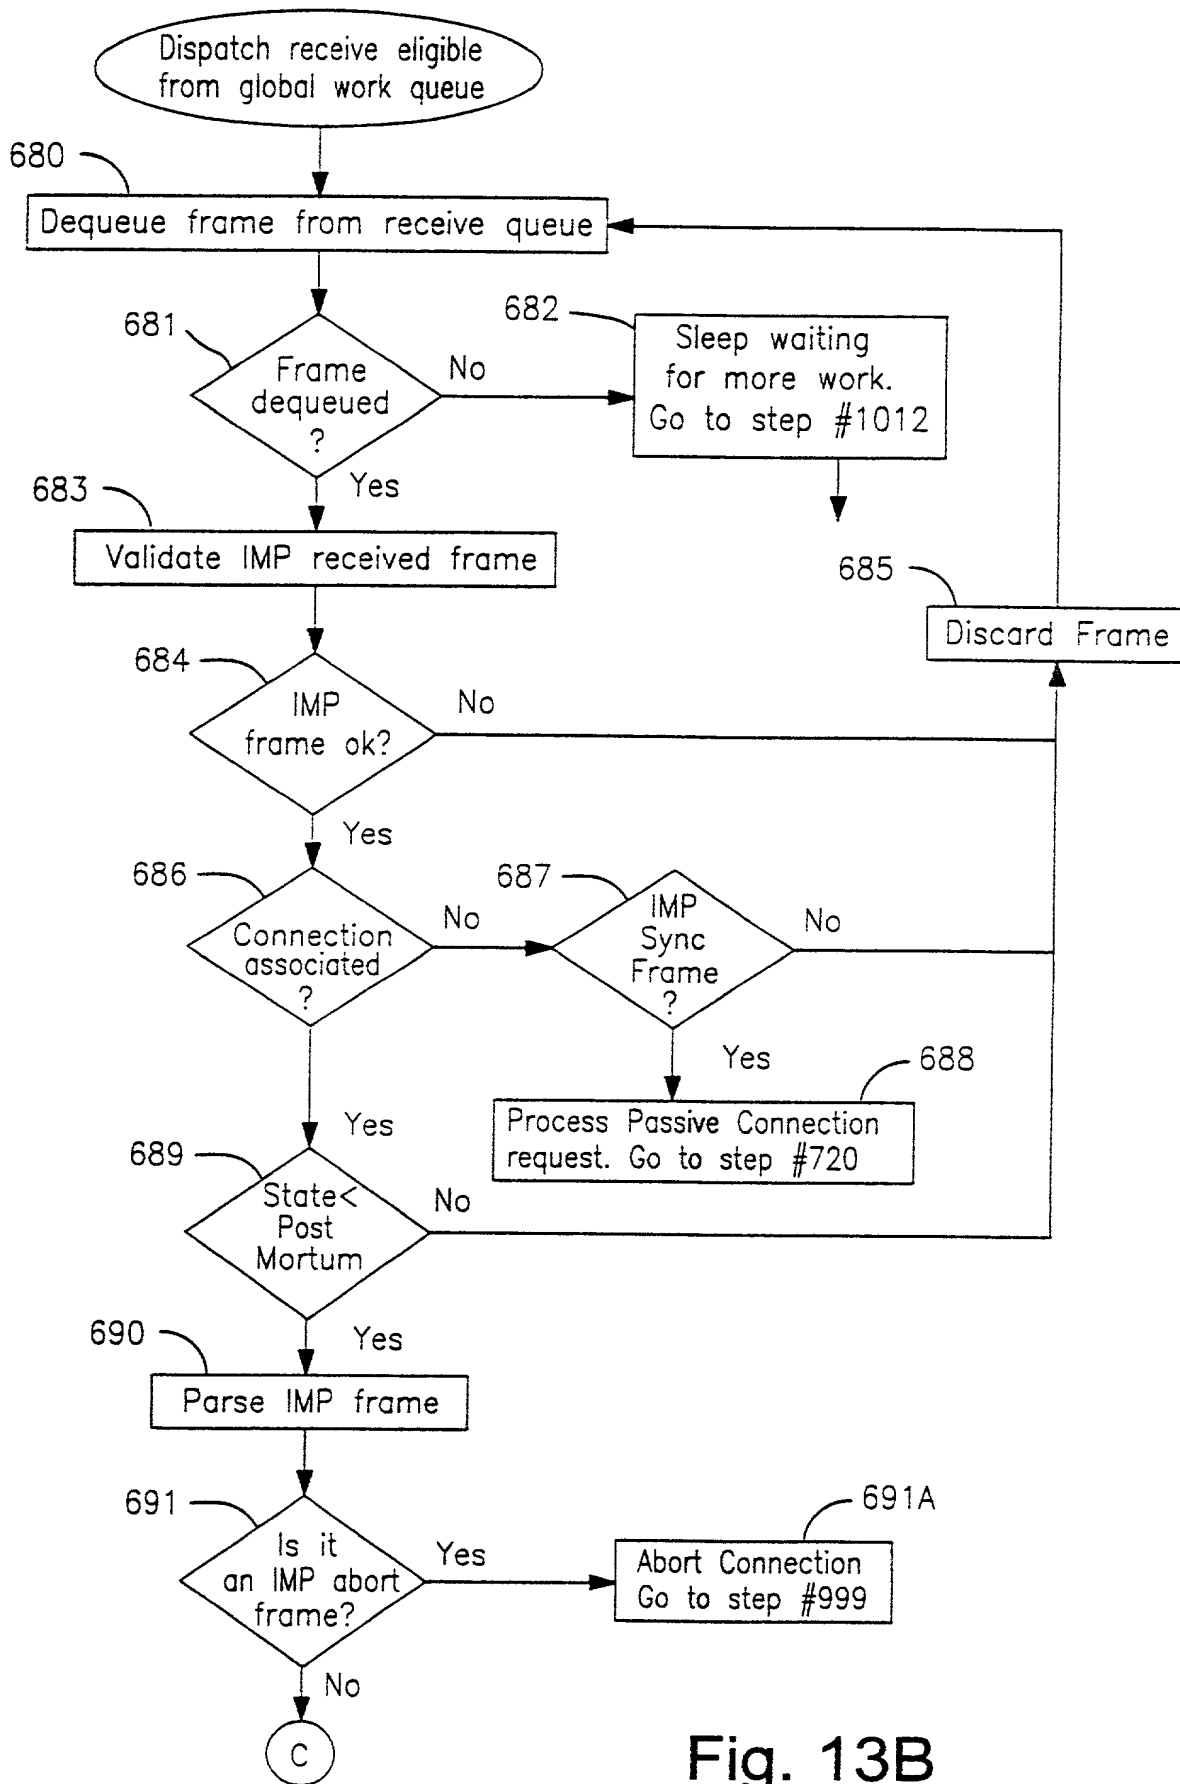 Dispatch receive eligible
from global work queue
680
Dequeue frame from receive queue
681
Frame
dequeued
?
No
682
Sleep waiting
for more work.
Go to step #1012
Yes
683
Validate IMP received frame
685
Discard Frame
684
IMP
frame ok?
No
Yes
686
Connection
associated
?
No
687
IMP
Sync
Frame
?
No
Yes
688
Process Passive Connection
request. Go to step #720
Yes
689
State<
Post
Mortum
No
Yes
690
Parse IMP frame
691
Is it
an IMP abort
frame?
Yes
691A
Abort Connection
Go to step #999
No
C
Fig. 13B